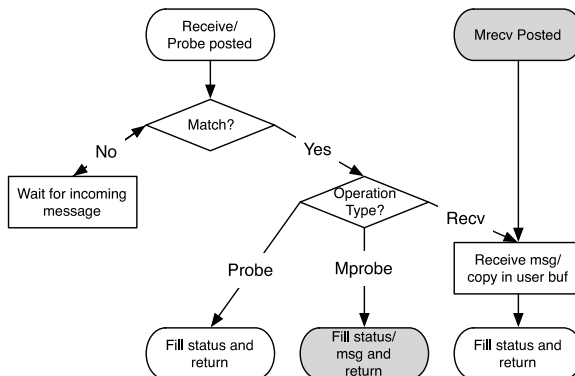 Receive/
Probe posted
Mrecv Posted
Match?
No
Yes
Wait for incoming
message
Operation
Type?
Recv
Probe
Mprobe
Receive msg/
copy in user buf
Fill status and
return
Fill status/
msg and
return
Fill status and
return